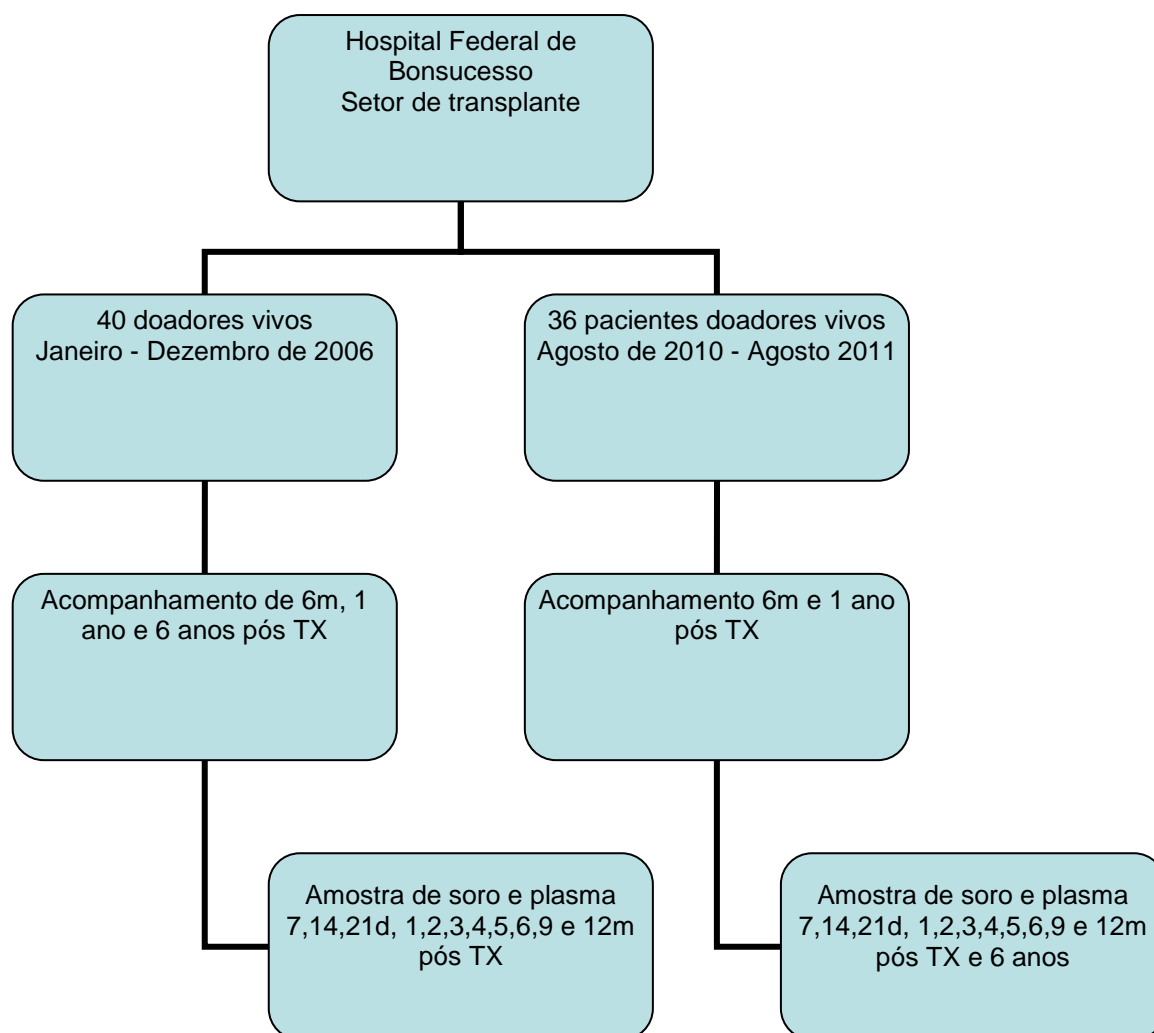 Hospital Federal de
Bonsucesso
Setor de transplante
40 doadores vivos
Janeiro - Dezembro de 2006
36 pacientes doadores vivos
Agosto de 2010 - Agosto 2011
Acompanhamento de 6m, 1
ano e 6 anos pós TX
Acompanhamento 6m e 1 ano
pós TX
Amostra de soro e plasma
7,14,21d, 1,2,3,4,5,6,9 e 12m
pós TX
Amostra de soro e plasma
7,14,21d, 1,2,3,4,5,6,9 e 12m
pós TX e 6 anos